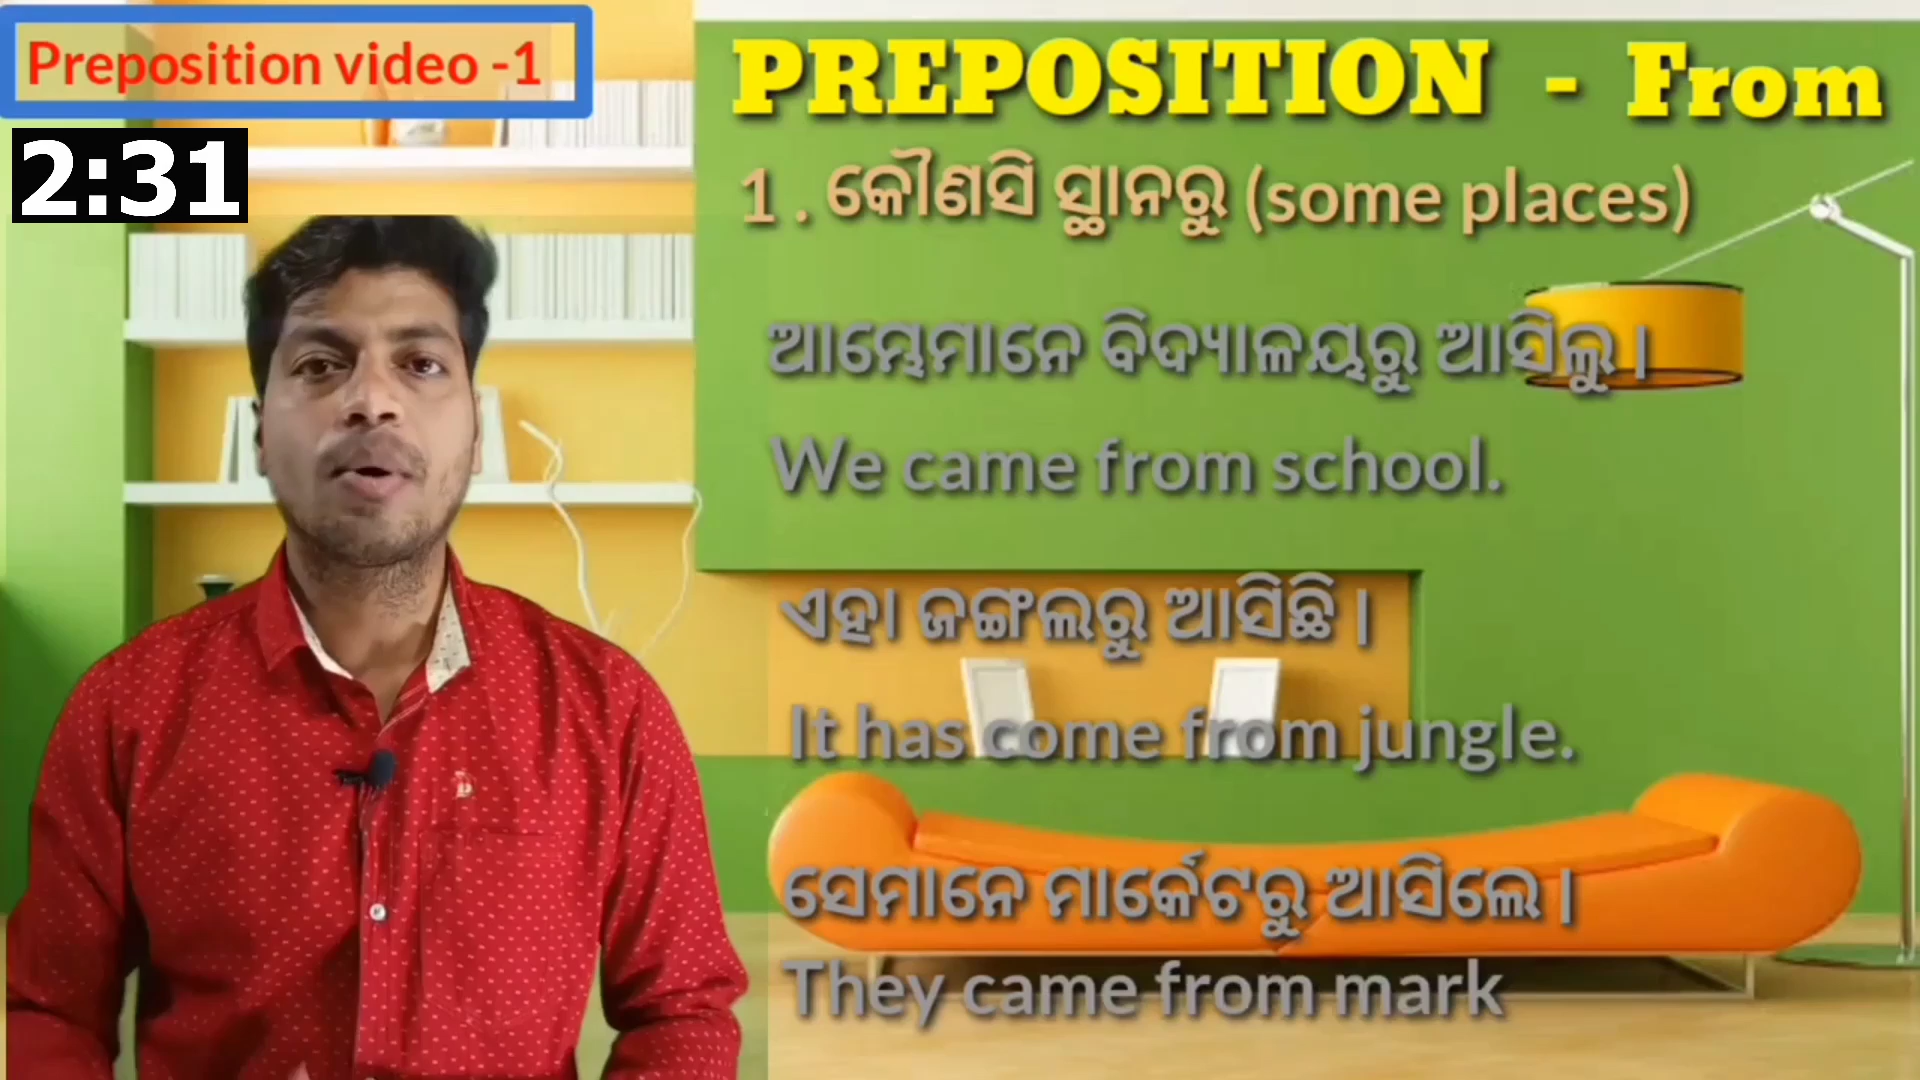 Preposition video -1
2:31
PREPOSITION - From
1 . କୌଣସି ସ୍ଥାନରୁ (some places)
ଆମ୍ଭେମାନେ ବିଦ୍ୟାଳୟରୁ ଆସିଲୁ ।
We came from school.
ଏହା ଜଙ୍ଗଲରୁ ଆସିଛି ।
It has come from jungle.
ସେମାନେ ମାର୍କେଟରୁ ଆସିଲେ ।
They came from mark